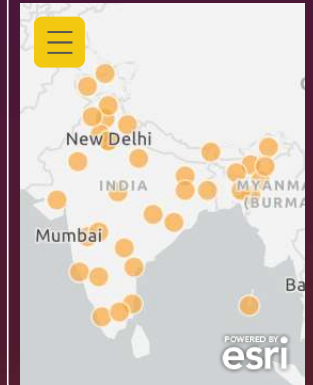 New Delhi
INDIA
MYANMA
(BURMA
Mumbai
Ba
POWERED BY
esri